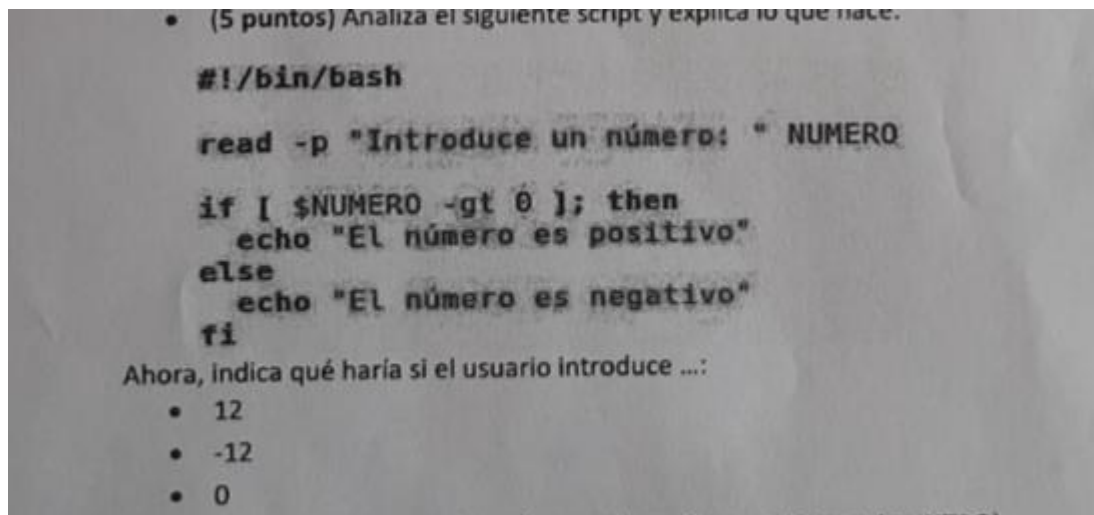 • (5 puntos) Analiza el siguiente script y explica lo que hace.
#!/bin/bash
read -p "Introduce un número: " NUMERO
if [ $NUMERO -gt 0 ]; then
echo "El número es positivo"
else
echo "El número es negativo"
fi
Ahora, indica qué haría si el usuario introduce ...:
• 12
• -12
• 0